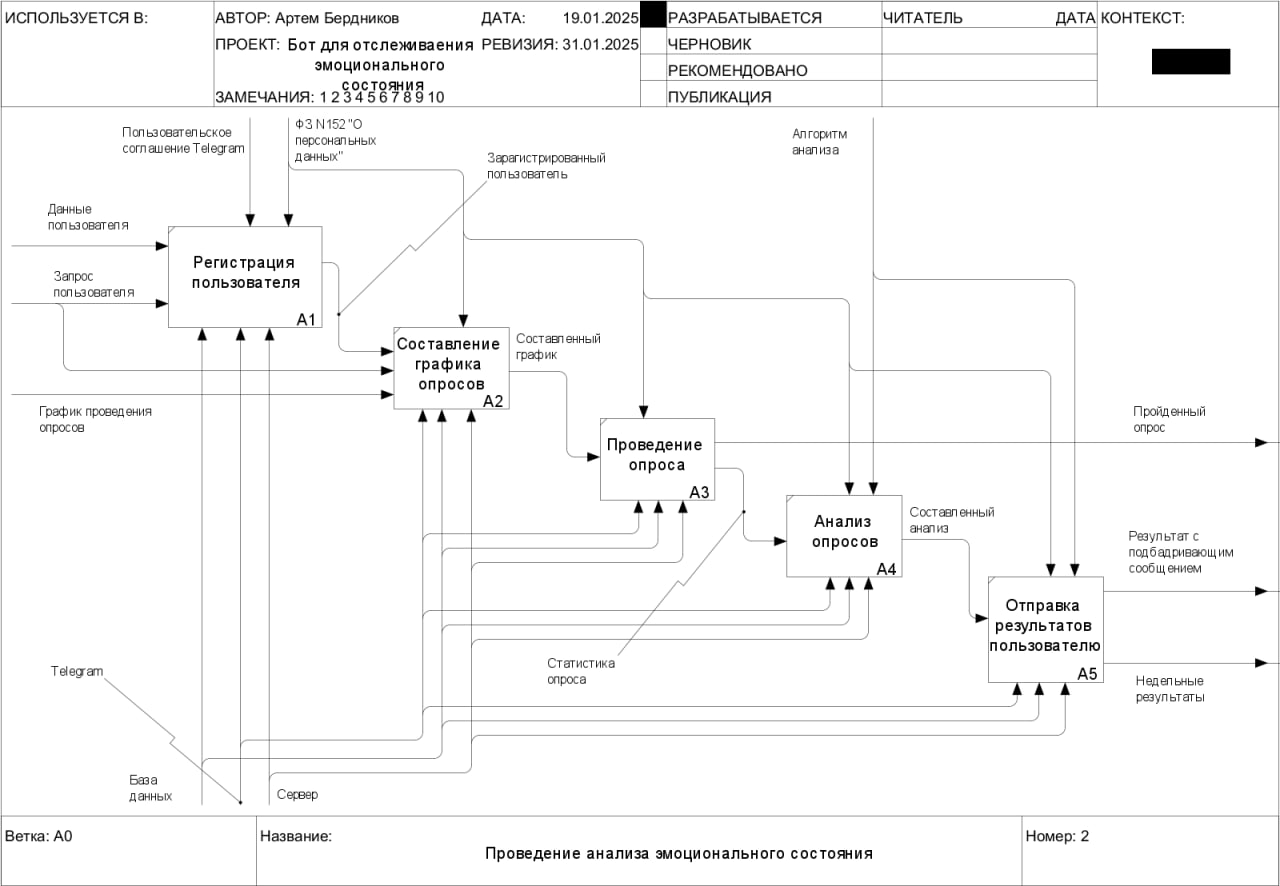 ИСПОЛЬЗУЕТСЯ В:
АВТОР: Артем Бердников
ДАТА: 19.01.2025
РАЗРАБАТЫВАЕТСЯ
ЧИТАТЕЛЬ
ДАТА
КОНТЕКСТ:
ПРОЕКТ: Бот для отслеживаения
эмоционального
состояния
РЕВИЗИЯ: 31.01.2025
ЧЕРНОВИК
РЕКОМЕНДОВАНО
ЗАМЕЧАНИЯ: 1 2 3 4 5 6 7 8 9 10
ПУБЛИКАЦИЯ
Пользовательское
соглашение Telegram
ФЗ N152 "О
персональных
данных"
Зарагистрированный
пользователь
Алгоритм
анализа
Данные
пользователя
Запрос
пользователя
Регистрация
пользователя
A1
Составление
графика
опросов
A2
Составленный
график
График проведения
опросов
Проведение
опроса
A3
Пройденный
опрос
Анализ
опросов
A4
Составленный
анализ
Результат с
подбадривающим
сообщением
Отправка
результатов
пользователю
A5
Статистика
опроса
Недельные
результаты
Telegram
База
данных
Сервер
Ветка: A0
Название:
Проведение анализа эмоционального состояния
Номер: 2